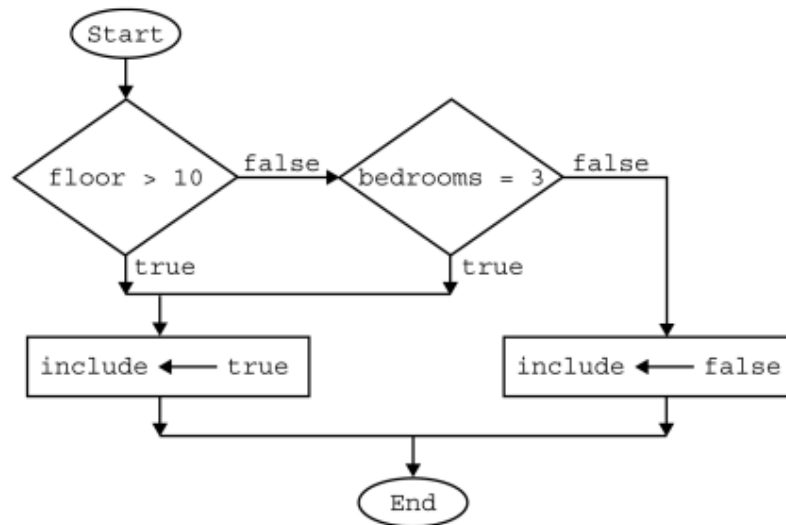 Start
floor > 10
false
bedrooms = 3
false
true
true
include ← true
include ← false
End